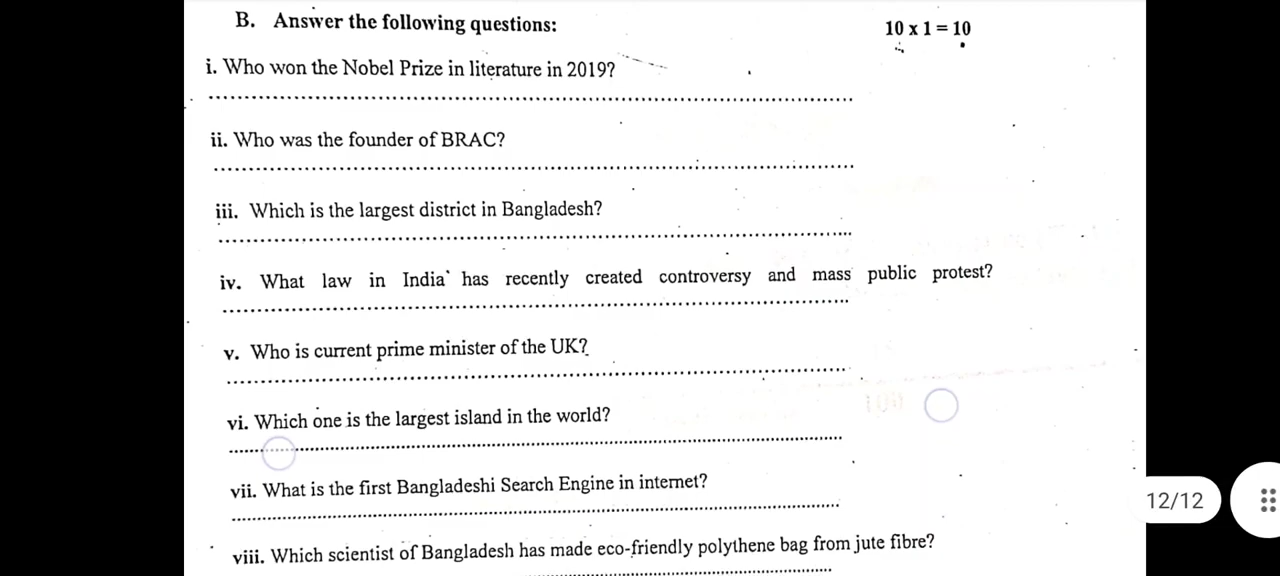 B. Answer the following questions: 10 x 1 = 10
i. Who won the Nobel Prize in literature in 2019?
ii. Who was the founder of BRAC?
iii. Which is the largest district in Bangladesh?
iv. What law in India has recently created controversy and mass public protest?
v. Who is current prime minister of the UK?
vi. Which one is the largest island in the world?
vii. What is the first Bangladeshi Search Engine in internet?
viii. Which scientist of Bangladesh has made eco-friendly polythene bag from jute fibre?
12/12